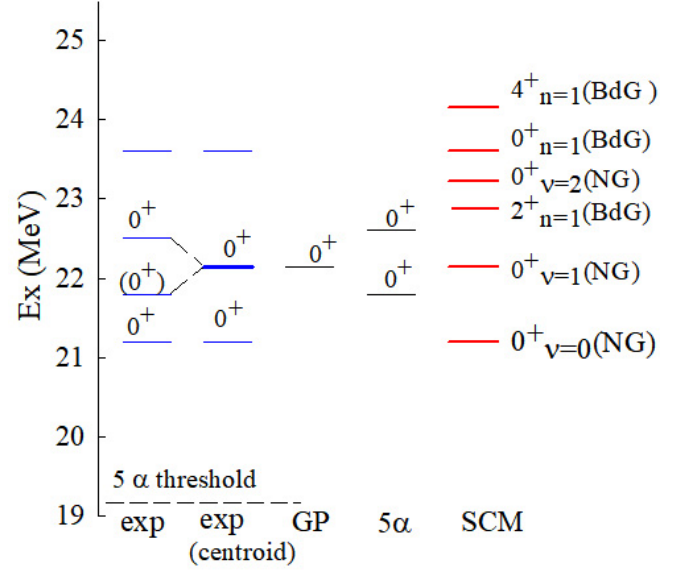 25
4⁺n=1(BdG )
24
0⁺n=1(BdG)
0⁺ν=2(NG)
23
2⁺n=1(BdG)
0⁺ 0⁺
0⁺ 0⁺
22
(0⁺) 0⁺ 0⁺ν=1(NG)
0⁺ 0⁺
0⁺ν=0(NG)
21
Ex (MeV)
20
5 α threshold
19
exp exp GP 5α SCM
(centroid)